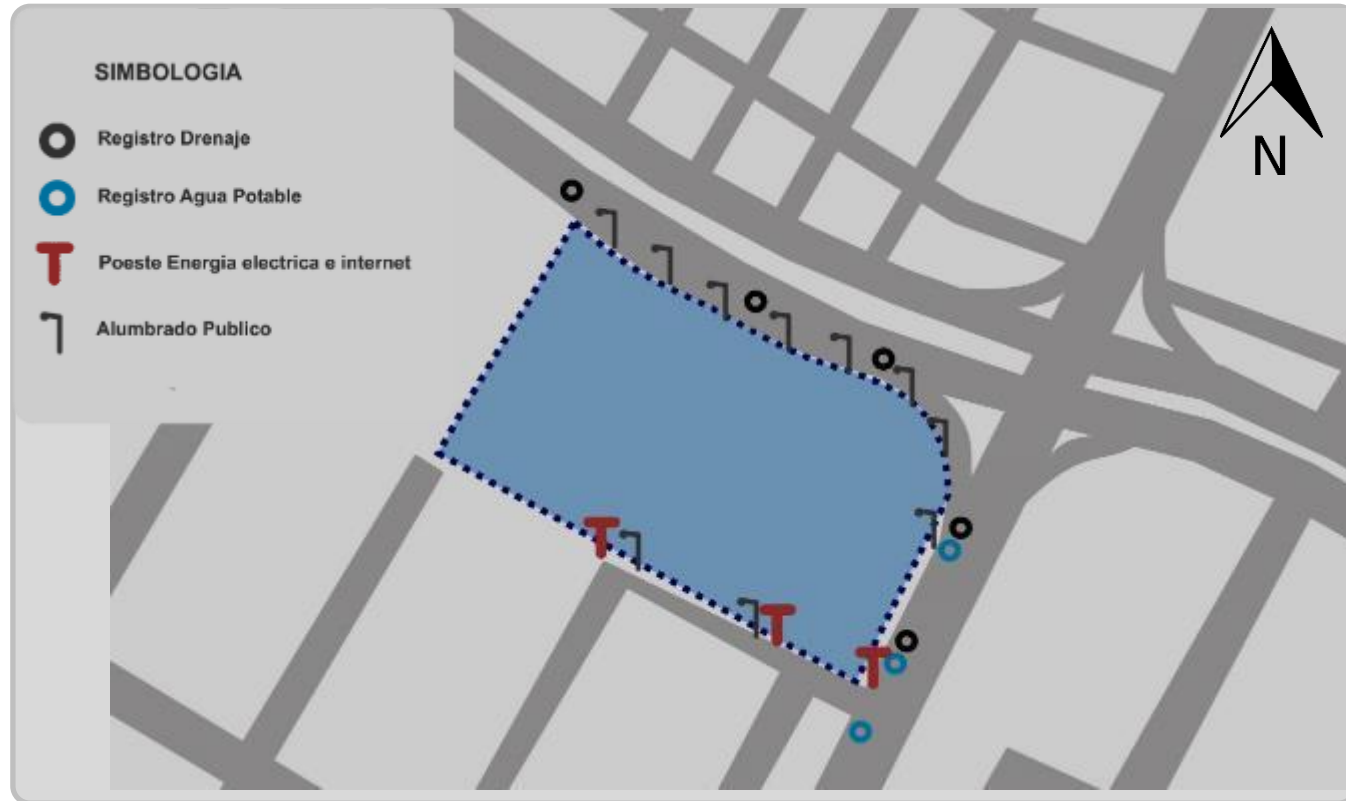 SIMBOLOGIA
Registro Drenaje
Registro Agua Potable
Poeste Energia electrica e internet
Alumbrado Publico
N